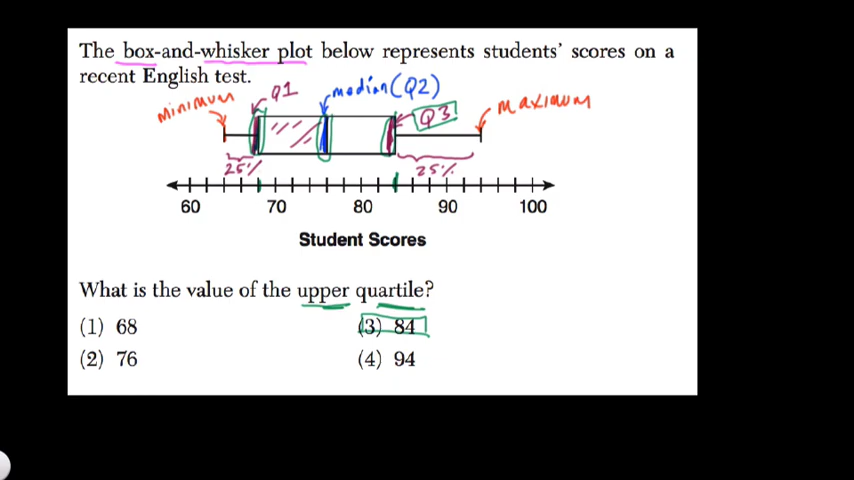 The box-and-whisker plot below represents students' scores on a
recent English test.
minimum
Q1
median(Q2)
Q3
maximum
25%
25%
60 70 80 90 100
Student Scores
What is the value of the upper quartile?
(1) 68
(3) 84
(2) 76
(4) 94